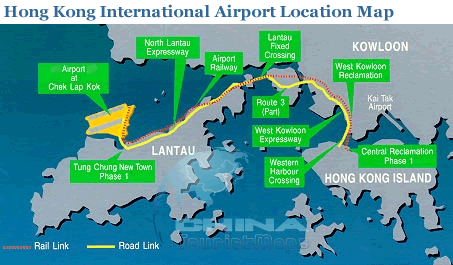 Hong Kong International Airport Location Map
Lantau
Fixed
Crossing
KOWLOON
North Lantau
Expressway
Airport
Railway
West Kowloon
Reclamation
Airport
at
Chek Lap Kok
Kai Tak
Airport
Route 3
(Part)
West Kowloon
Expressway
LANTAU
Tung Chung New Town
Phase 1
Western
Harbour
Crossing
Central Reclamation
Phase 1
HONG KONG ISLAND
CHINA
TouristMaps
Rail Link
Road Link